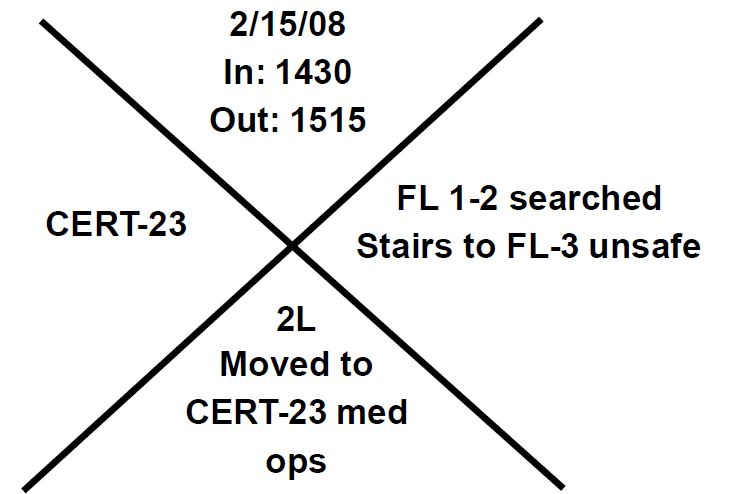 2/15/08
In: 1430
Out: 1515
CERT-23
FL 1-2 searched
Stairs to FL-3 unsafe
2L
Moved to
CERT-23 med
ops